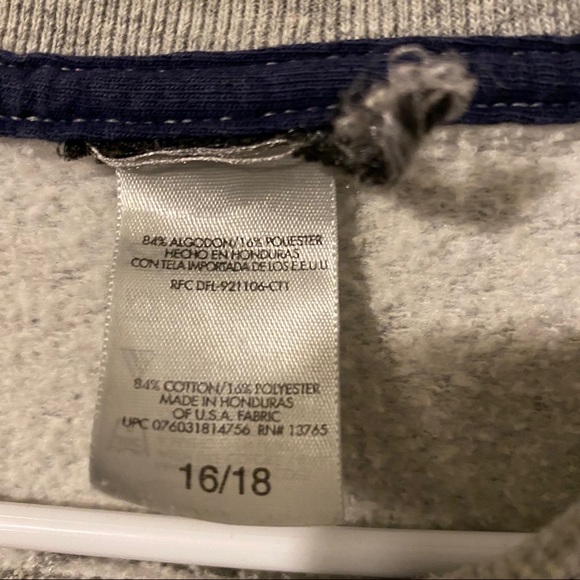 84% ALGODON/16% POLIESTER
HECHO EN HONDURAS
CON TELA IMPORTADA DE LOS E.E.U.U.
RFC DFL-921106-CT1
84% COTTON/16% POLYESTER
MADE IN HONDURAS
OF U.S.A. FABRIC
UPC 076031814756 RN# 13765
16/18